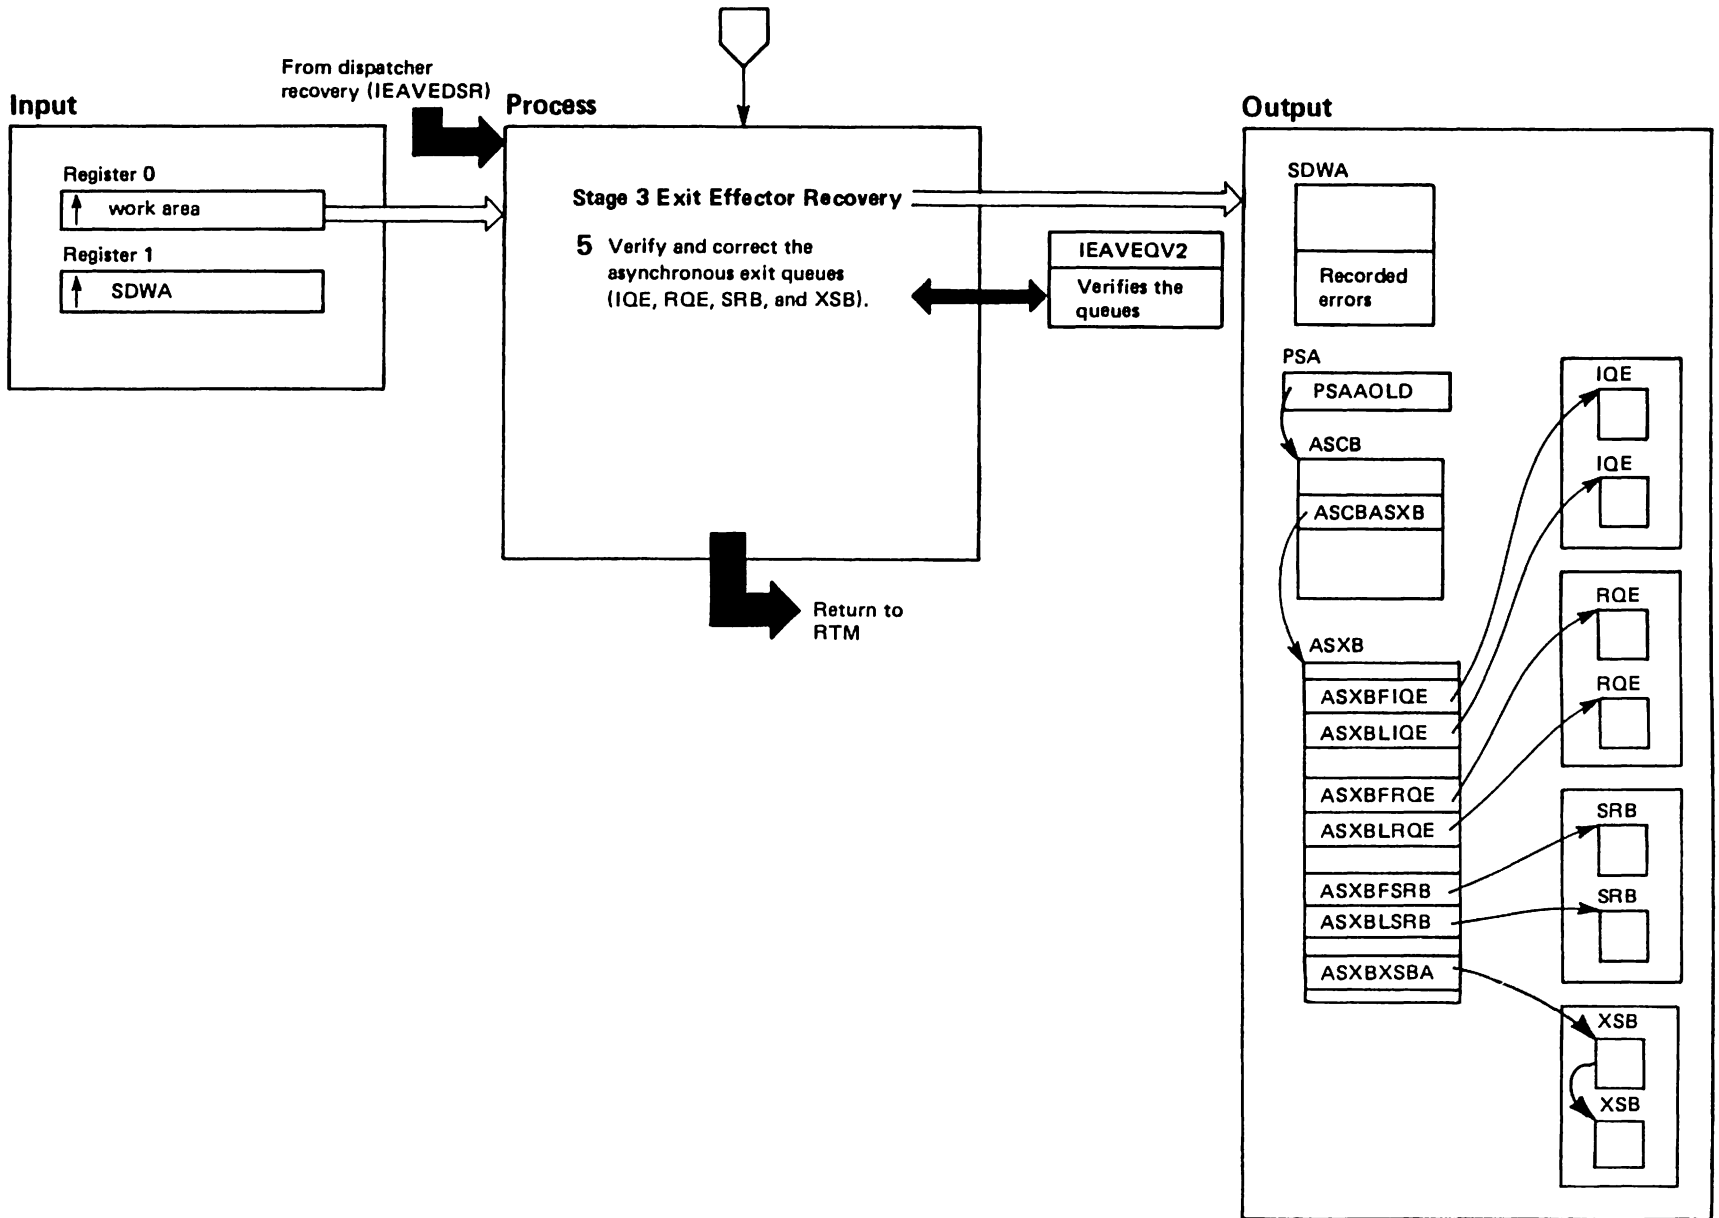 From dispatcher
recovery (IEAVEDSR)
Input
Register 0
work area
Register 1
SDWA
Process
Stage 3 Exit Effector Recovery
5 Verify and correct the
asynchronous exit queues
(IQE, RQE, SRB, and XSB).
IEAVEQV2
Verifies the
queues
Return to
RTM
Output
SDWA
Recorded
errors
PSA
PSAAOLD
ASCB
ASCBASXB
ASXB
ASXBFIQE
ASXBLIQE
ASXBFRQE
ASXBLRQE
ASXBFSRB
ASXBLSRB
ASXBXSBA
IQE
IQE
RQE
RQE
SRB
SRB
XSB
XSB